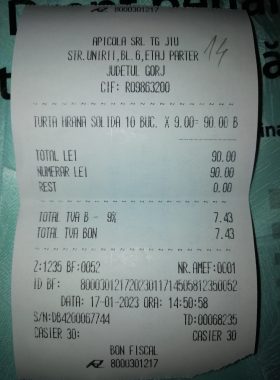 8000301217
14
APICOLA SRL TG JIU
STR.UNIRII,BL.6,ETAJ PARTER
JUDETUL GORJ
CIF: RO9863200
TURTA HRANA SOLIDA 10 BUC. X 9.00= 90.00 B
TOTAL LEI 90.00
NUMERAR LEI 90.00
REST 0.00
TOTAL TVA B - 9% 7.43
TOTAL TVA BON 7.43
Z:1235 BF:0052 NR.AMEF:0001
ID BF: 80003012172023011714505812350052
DATA: 17-01-2023 ORA: 14:50:58
S/N:DB4200067744 TD:00068235
CASIER 30: CASIER 30:
BON FISCAL
8000301217